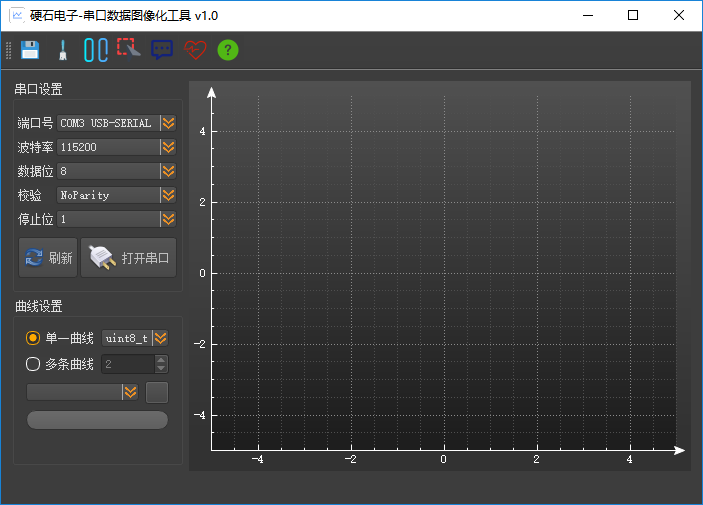 硬石电子-串口数据图像化工具 v1.0
?
串口设置
端口号 COM3 USB-SERIAL
波特率 115200
数据位 8
校验 NoParity
停止位 1
刷新 打开串口
曲线设置
单一曲线 uint8_t
多条曲线 2
4
2
0
-2
-4
-4 -2 0 2 4